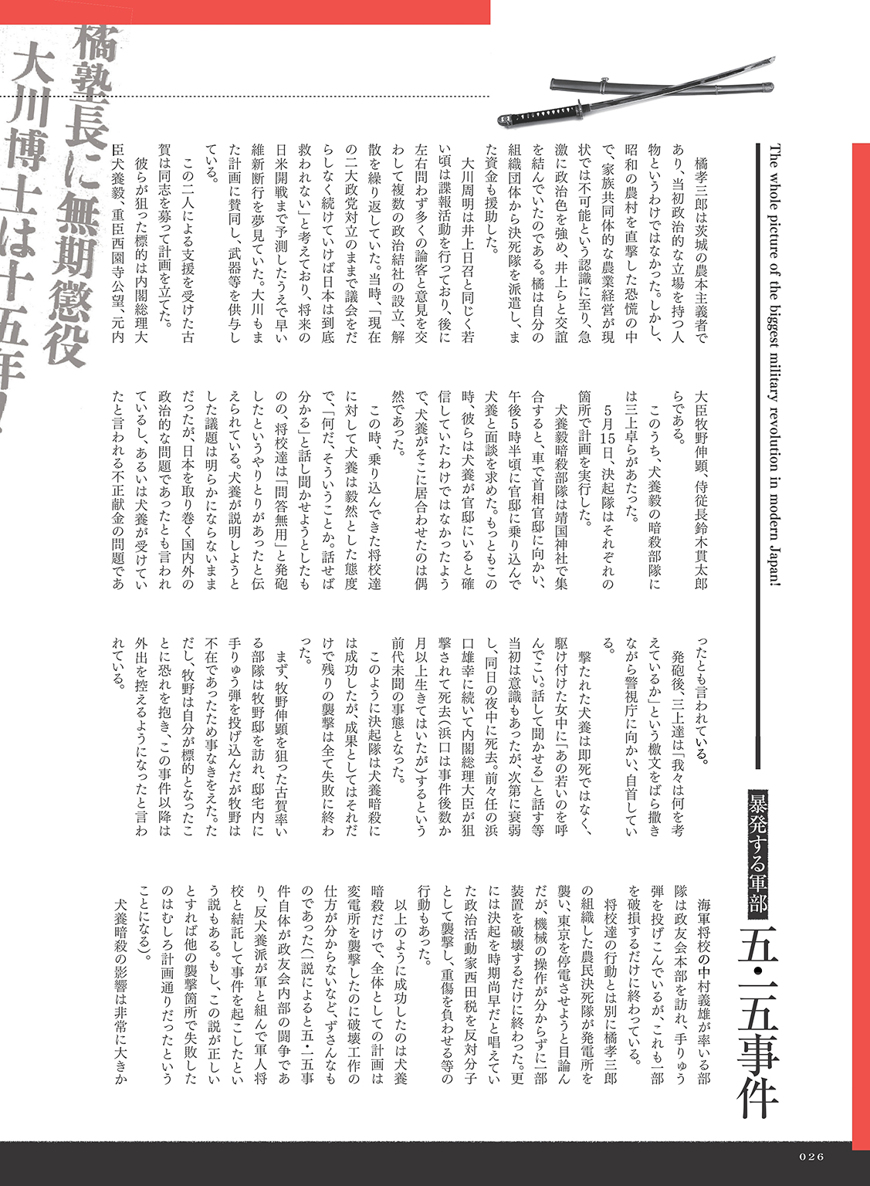 The whole picture of the biggest military revolution in modern Japan!
暴発する軍部
五・一五事件
橘孝三郎は茨城の農本主義者で
あり、当初政治的な立場を持つ人
物というわけではなかった。しかし、
昭和の農村を直撃した恐慌の中
で、家族共同体的な農業経営が現
状では不可能という認識に至り、急
激に政治色を強め、井上らと交誼
を結んでいたのである。橘は自分の
組織団体から決死隊を派遣し、ま
た資金も援助した。
大川周明は井上日召と同じく若
い頃は諜報活動を行っており、後に
左右問わず多くの論客と意見を交
わして複数の政治結社の設立、解
散を繰り返していた。当時、「現在
の二大政党対立のままで議会をだ
らしなく続けていけば日本は到底
救われない」と考えており、将来の
日米開戦まで予測したうえで早い
維新断行を夢見ていた。大川もま
た計画に賛同し、武器等を供与し
ている。
この二人による支援を受けた古
賀は同志を募って計画を立てた。
彼らが狙った標的は内閣総理大
臣犬養毅、重臣西園寺公望、元内
大臣牧野伸顕、侍従長鈴木貫太郎
らである。
このうち、犬養毅の暗殺部隊に
は三上卓らがあたった。
5月15日、決起隊はそれぞれの
箇所で計画を実行した。
犬養毅暗殺部隊は靖国神社で集
合すると、車で首相官邸に向かい、
午後5時半頃に官邸に乗り込んで
犬養と面談を求めた。もっともこの
時、彼らは犬養が官邸にいると確
信していたわけではなかったよう
で、犬養がそこに居合わせたのは偶
然であった。
この時、乗り込んできた将校達
に対して犬養は毅然とした態度
で、「何だ、そういうことか。話せば
分かる」と話し聞かせようとしたも
のの、将校達は「問答無用」と発砲
したというやりとりがあったと伝
えられている。犬養が説明しようと
した議題は明らかにならないまま
だったが、日本を取り巻く国内外の
政治的な問題であったとも言われ
ているし、あるいは犬養が受けてい
たと言われる不正献金の問題であ
ったとも言われている。
発砲後、三上達は「我々は何を考
えているか」という檄文をばら撒き
ながら警視庁に向かい、自首してい
る。
撃たれた犬養は即死ではなく、
駆け付けた女中に「あの若いのを呼
んでこい。話して聞かせる」と話す等
当初は意識もあったが、次第に衰弱
し、同日の夜中に死去。前々任の浜
口雄幸に続いて内閣総理大臣が狙
撃されて死去(浜口は事件後数か
月以上生きてはいたが)するという
前代未聞の事態となった。
このように決起隊は犬養暗殺に
は成功したが、成果としてはそれだ
けで残りの襲撃は全て失敗に終わ
った。
まず、牧野伸顕を狙った古賀率い
る部隊は牧野邸を訪れ、邸宅内に
手りゅう弾を投げ込んだが牧野は
不在であったため事なきをえた。た
だし、牧野は自分が標的となったこ
とに恐れを抱き、この事件以降は
外出を控えるようになったと言わ
れている。
海軍将校の中村義雄が率いる部
隊は政友会本部を訪れ、手りゅう
弾を投げこんでいるが、これも一部
を破損するだけに終わっている。
将校達の行動とは別に橘孝三郎
の組織した農民決死隊が発電所を
襲い、東京を停電させようと目論ん
だが、機械の操作が分からずに一部
装置を破壊するだけに終わった。更
には決起を時期尚早だと唱えてい
た政治活動家西田税を反対分子
として襲撃し、重傷を負わせる等の
行動もあった。
以上のように成功したのは犬養
暗殺だけで、全体としての計画は
変電所を襲撃したのに破壊工作の
仕方が分からないなど、ずさんなも
のであった(一説によると五・一五事
件自体が政友会内部の闘争であ
り、反犬養派が軍と組んで軍人将
校と結託して事件を起こしたとい
う説もある。もし、この説が正しい
とすれば他の襲撃箇所で失敗した
のはむしろ計画通りだったという
ことになる)。
犬養暗殺の影響は非常に大きか
橘塾長に無期懲役
大川博士は十五年!
026